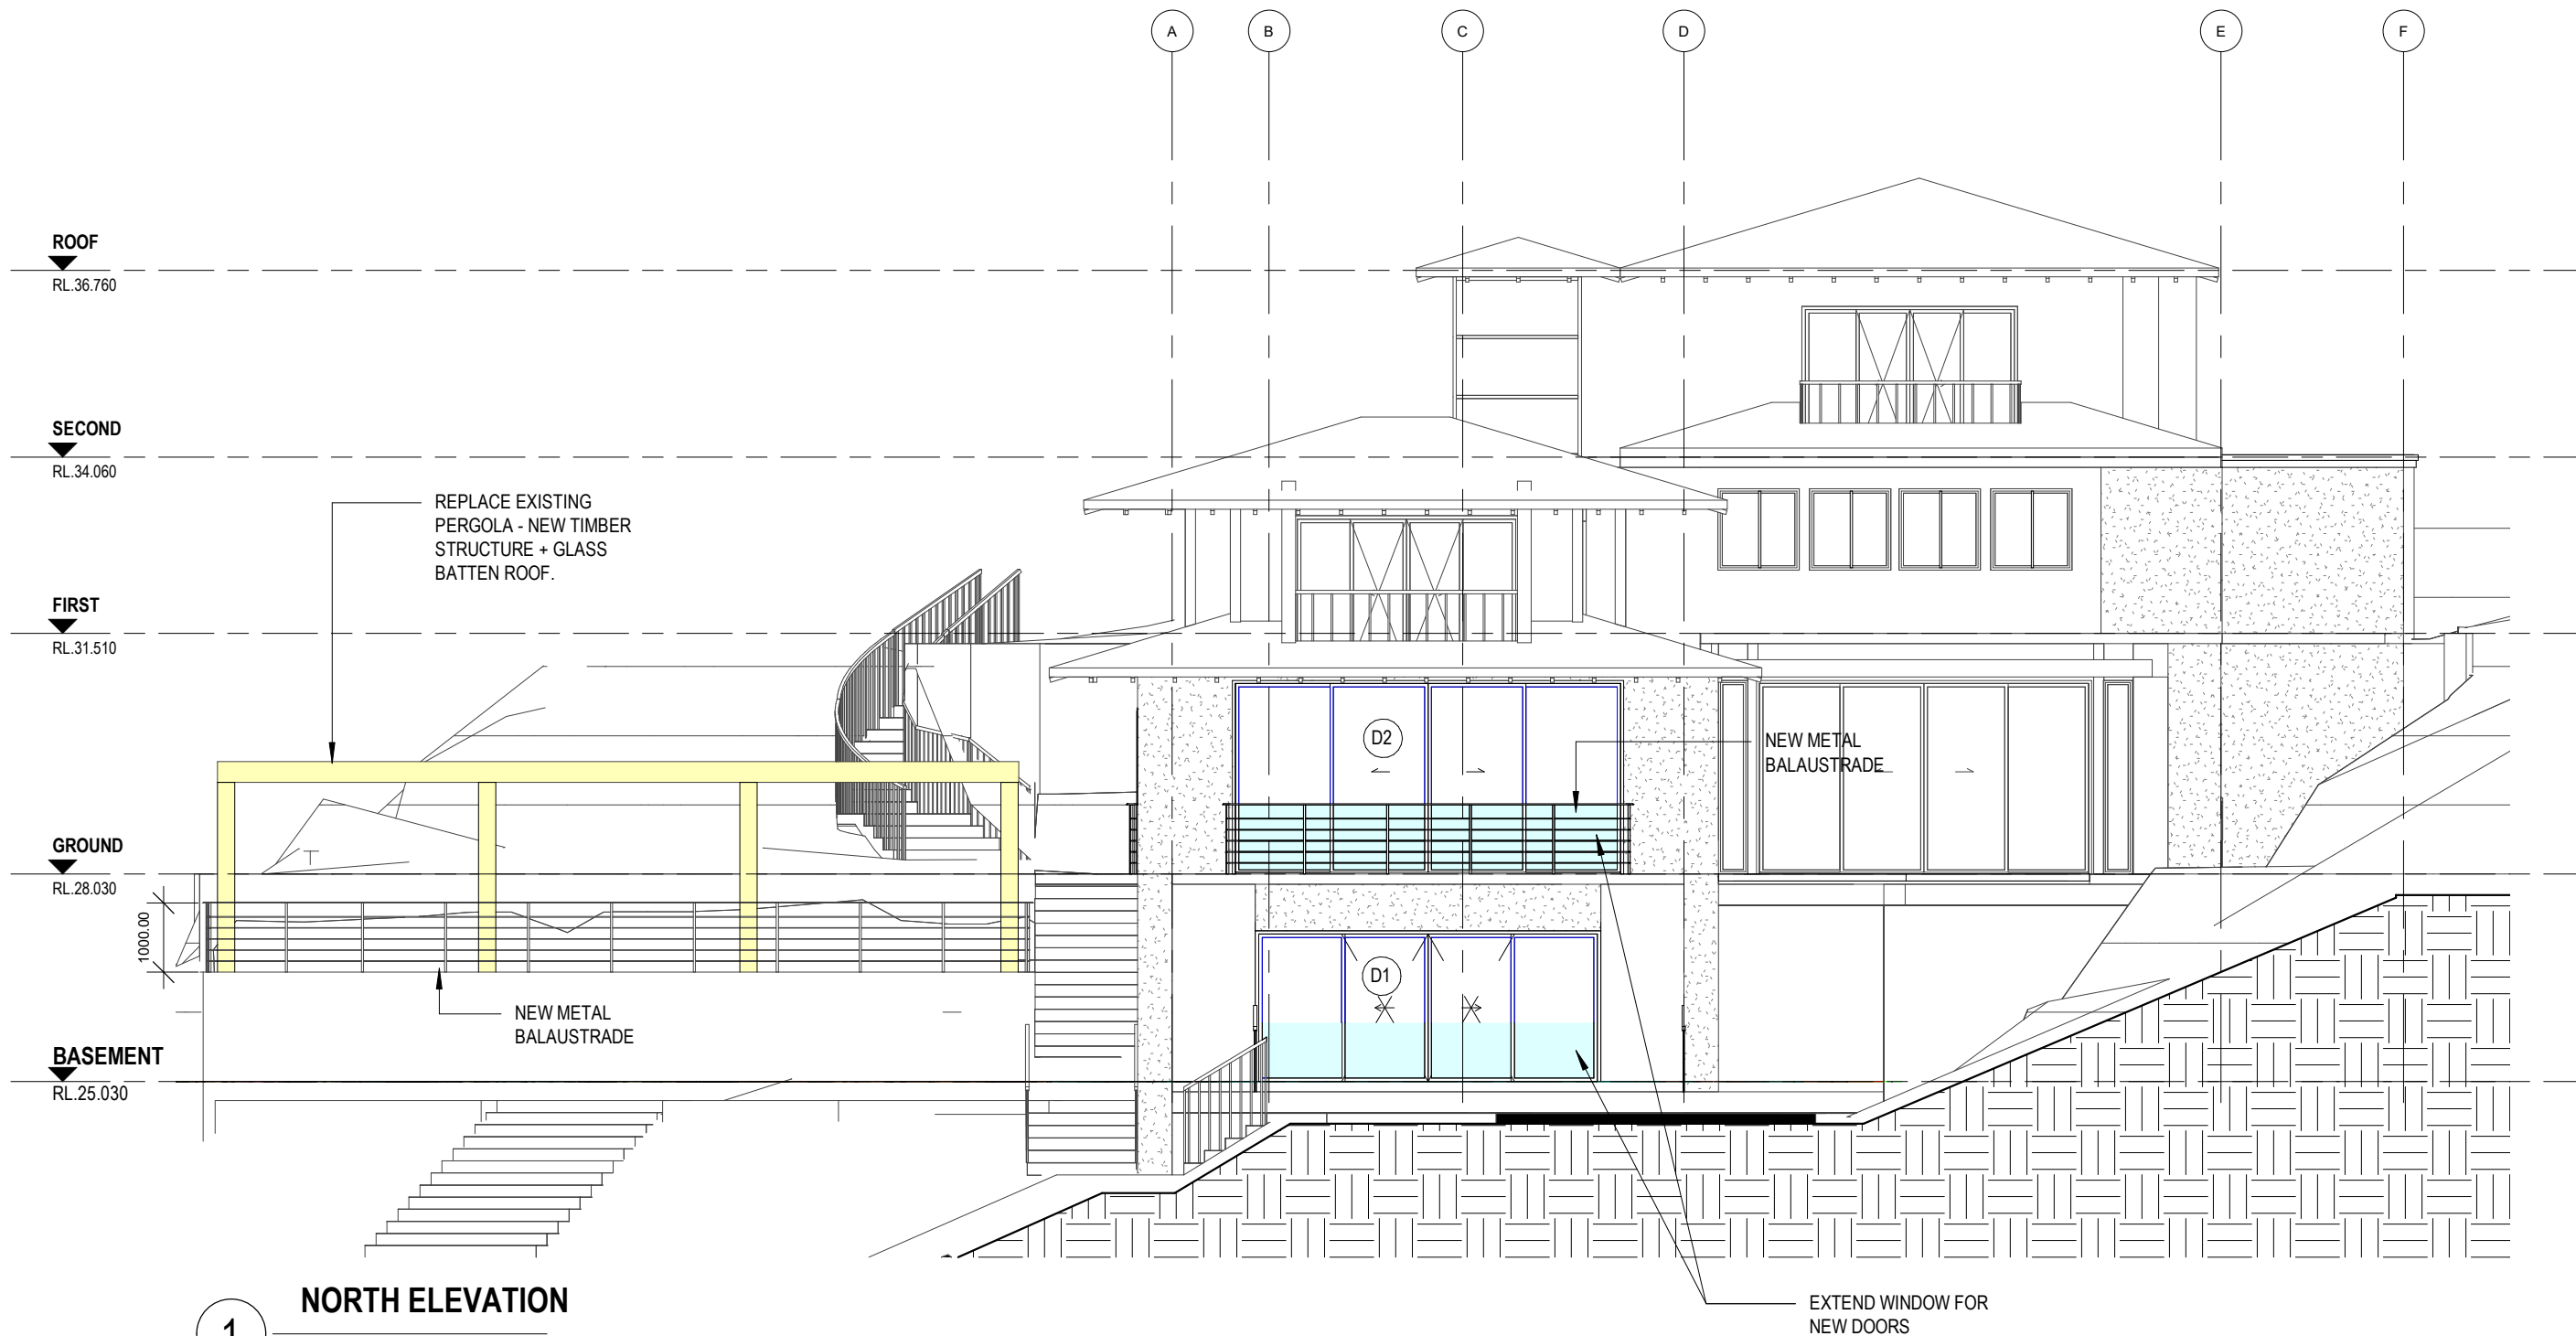 A
B
C
D
E
F
ROOF
RL.36.760
SECOND
RL.34.060
REPLACE EXISTING
PERGOLA - NEW TIMBER
STRUCTURE + GLASS
BATTEN ROOF.
FIRST
RL.31.510
D2
NEW METAL
BALAUSTRADE
GROUND
RL.28.030
1000.00
D1
NEW METAL
BALAUSTRADE
BASEMENT
RL.25.030
NORTH ELEVATION
1
EXTEND WINDOW FOR
NEW DOORS